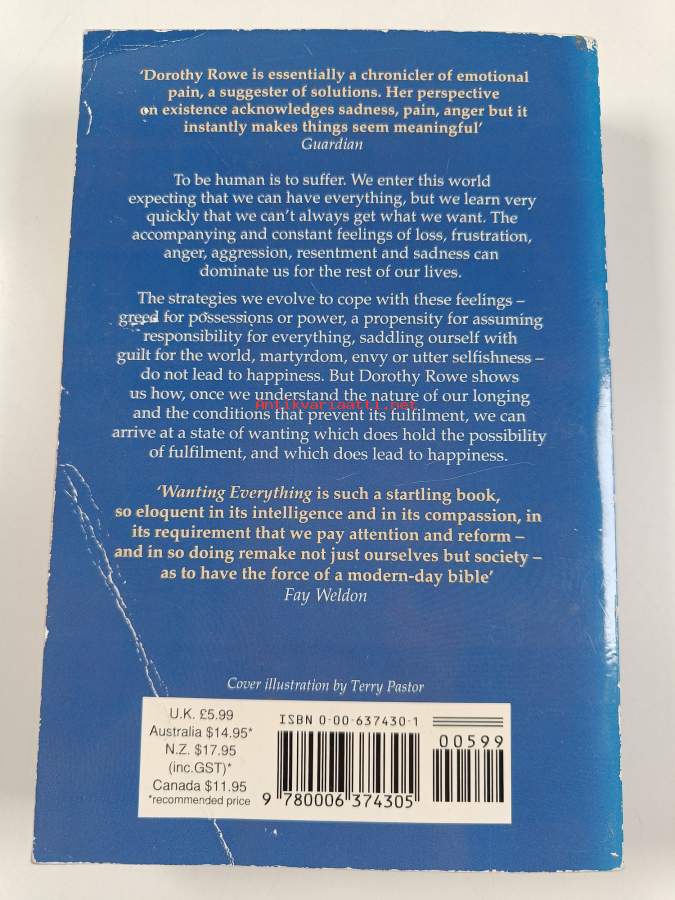 ‘Dorothy Rowe is essentially a chronicler of emotional
pain, a suggester of solutions. Her perspective
on existence acknowledges sadness, pain, anger but it
instantly makes things seem meaningful’
Guardian
To be human is to suffer. We enter this world
expecting that we can have everything, but we learn very
quickly that we can’t always get what we want. The
accompanying and constant feelings of loss, frustration,
anger, aggression, resentment and sadness can
dominate us for the rest of our lives.
The strategies we evolve to cope with these feelings –
greed for possessions or power, a propensity for assuming
responsibility for everything, saddling ourself with
guilt for the world, martyrdom, envy or utter selfishness –
do not lead to happiness. But Dorothy Rowe shows
us how, once we understand the nature of our longing
Antikvariaatti.net
and the conditions that prevent its fulfilment, we can
arrive at a state of wanting which does hold the possibility
of fulfilment, and which does lead to happiness.
‘Wanting Everything is such a startling book,
so eloquent in its intelligence and in its compassion, in
its requirement that we pay attention and reform –
and in so doing remake not just ourselves but society –
as to have the force of a modern-day bible’
Fay Weldon
Cover illustration by Terry Pastor
U.K. £5.99
Australia $14.95*
N.Z. $17.95
(inc.GST)*
Canada $11.95
*recommended price
ISBN 0-00-637430-1
00599
9 780006 374305